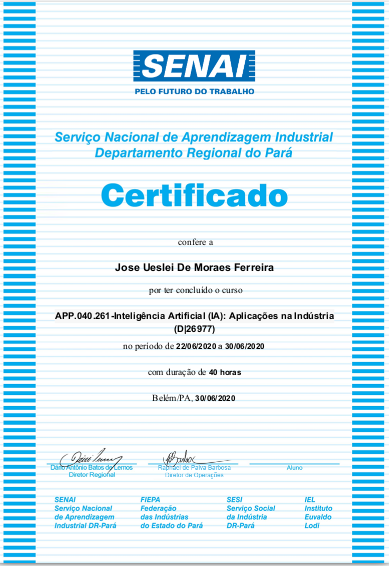 SENAI
PELO FUTURO DO TRABALHO
Serviço Nacional de Aprendizagem Industrial
Departamento Regional do Pará
Certificado
confere a
Jose Ueslei De Moraes Ferreira
por ter concluído o curso
APP.040.261-Inteligência Artificial (IA): Aplicações na Indústria
(D|26977)
no período de 22/06/2020 a 30/06/2020
com duração de 40 horas
Belém/PA, 30/06/2020
Dário Antônio Batos de Lemos
Diretor Regional
Raphael de Paiva Barbosa
Diretor de Operações
Aluno
SENAI
Serviço Nacional
de Aprendizagem
Industrial DR-Pará
FIEPA
Federação
das Indústrias
do Estado do Pará
SESI
Serviço Social
da Indústria
DR-Pará
IEL
Instituto
Euvaldo
Lodi